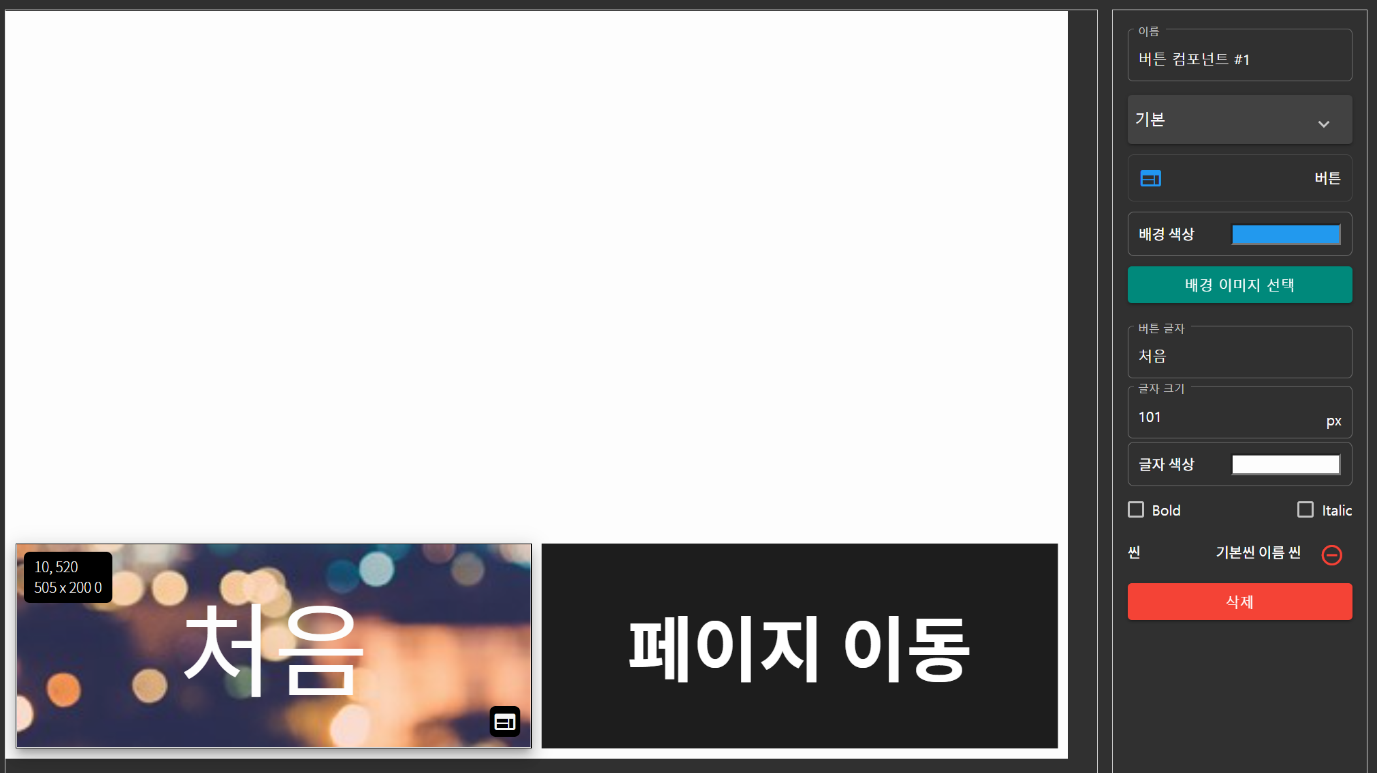 10, 520
505 x 200 0
처음
페이지 이동
이름
버튼 컴포넌트 #1
기본
버튼
배경 색상
배경 이미지 선택
버튼 글자
처음
글자 크기
101
px
글자 색상
Bold
Italic
씬
기본씬 이름 씬
삭제